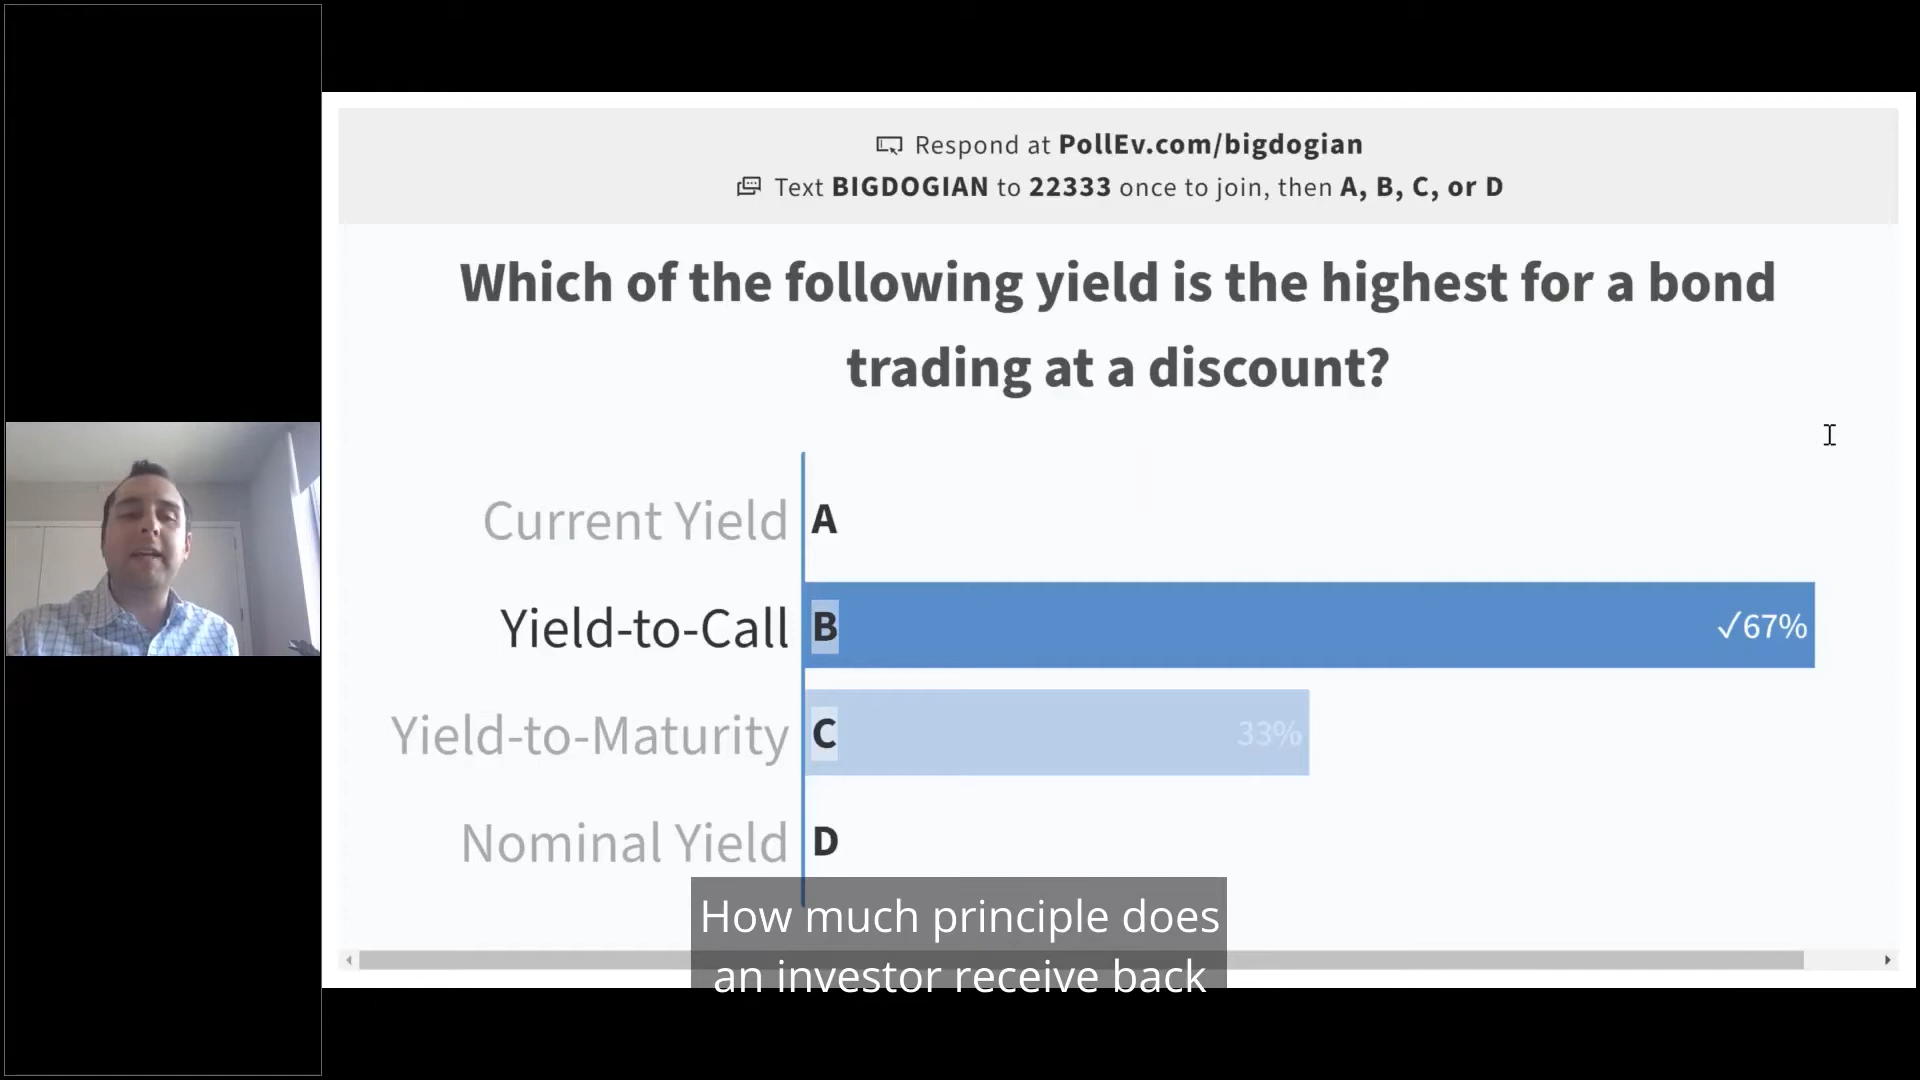 Respond at PollEv.com/bigdogian
Text BIGDOGIAN to 22333 once to join, then A, B, C, or D
Which of the following yield is the highest for a bond
trading at a discount?
Current Yield A
Yield-to-Call B ✓67%
Yield-to-Maturity C 33%
Nominal Yield D
How much principle does
an investor receive back